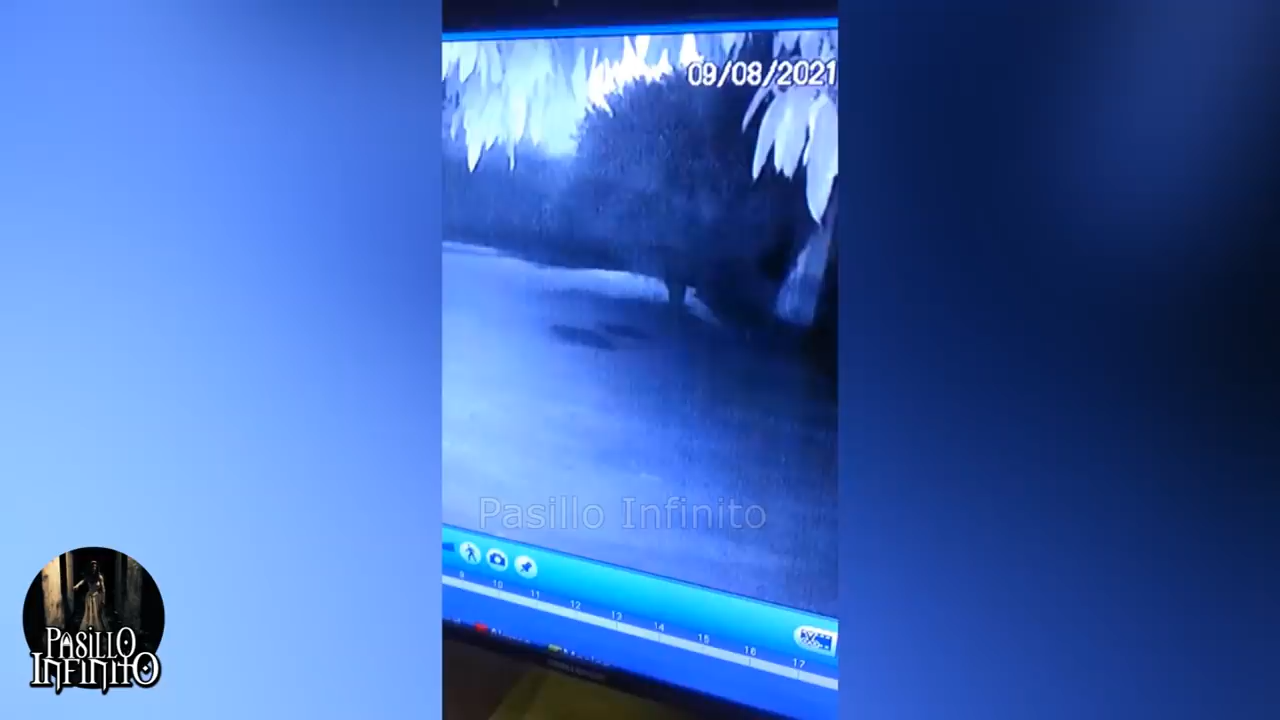 09/08/2021
Pasillo Infinito
9 10 11 12 13 14 15 16 17
PASILLO
INFINITO